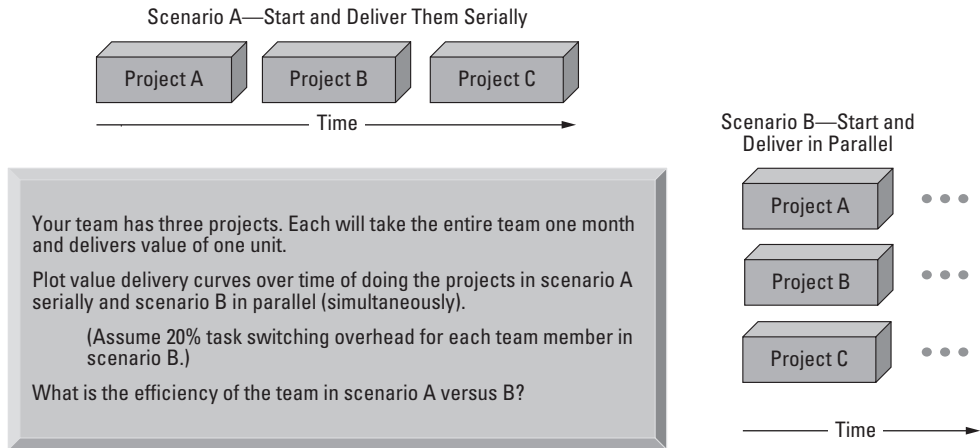 Scenario A—Start and Deliver Them Serially
Project A
Project B
Project C
Time
Your team has three projects. Each will take the entire team one month
and delivers value of one unit.
Plot value delivery curves over time of doing the projects in scenario A
serially and scenario B in parallel (simultaneously).
(Assume 20% task switching overhead for each team member in
scenario B.)
What is the efficiency of the team in scenario A versus B?
Scenario B—Start and
Deliver in Parallel
Project A
Project B
Project C
Time